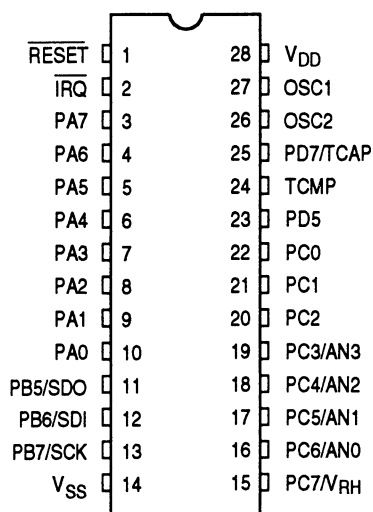 R̅E̅S̅E̅T̅ 1 28 VDD
I̅R̅Q̅ 2 27 OSC1
PA7 3 26 OSC2
PA6 4 25 PD7/TCAP
PA5 5 24 TCMP
PA4 6 23 PD5
PA3 7 22 PC0
PA2 8 21 PC1
PA1 9 20 PC2
PA0 10 19 PC3/AN3
PB5/SDO 11 18 PC4/AN2
PB6/SDI 12 17 PC5/AN1
PB7/SCK 13 16 PC6/AN0
VSS 14 15 PC7/VRH